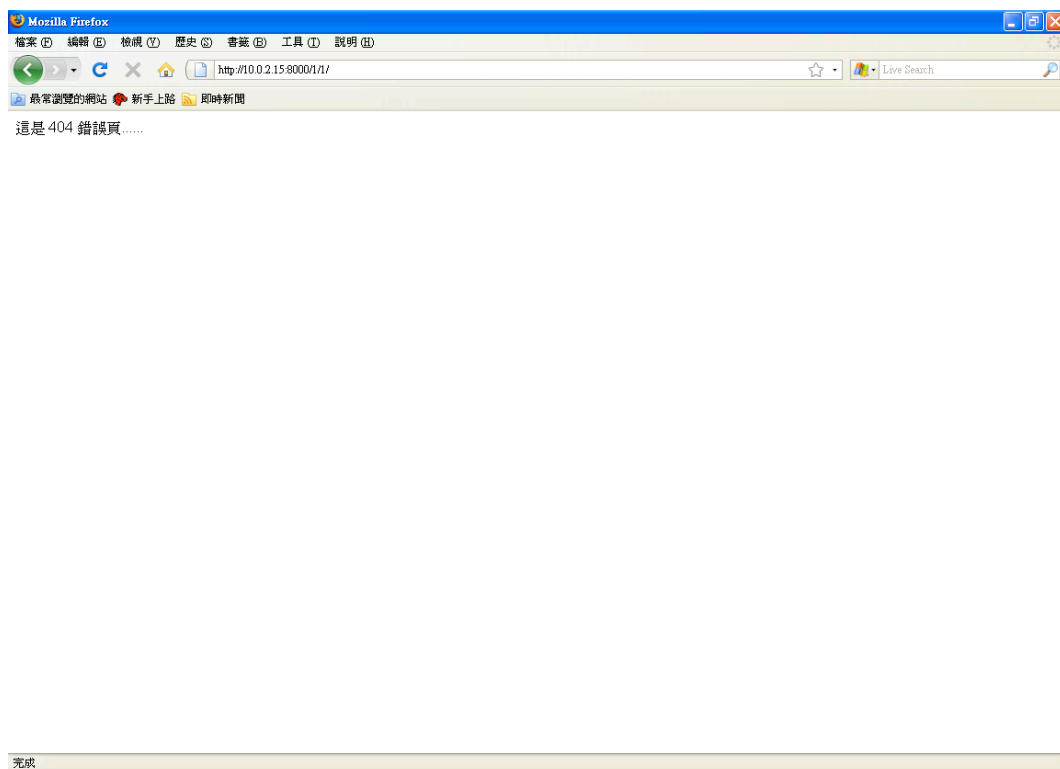 Mozilla Firefox
檔案(F) 編輯(E) 檢視(V) 歷史(S) 書籤(B) 工具(T) 說明(H)
http://10.0.2.15:8000/1/1/ Live Search
最常瀏覽的網站 新手上路 即時新聞
這是 404 錯誤頁......
完成